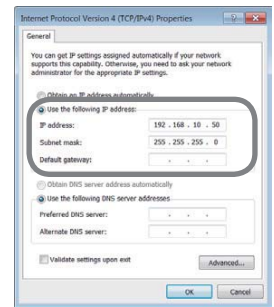 Internet Protocol Version 4 (TCP/IPv4) Properties
General
You can get IP settings assigned automatically if your network
supports this capability. Otherwise, you need to ask your network
administrator for the appropriate IP settings.
Obtain an IP address automatically
Use the following IP address:
IP address: 192 . 168 . 10 . 50
Subnet mask: 255 . 255 . 255 . 0
Default gateway: . . .
Obtain DNS server address automatically
Use the following DNS server addresses
Preferred DNS server: . . .
Alternate DNS server: . . .
Validate settings upon exit
Advanced...
OK Cancel